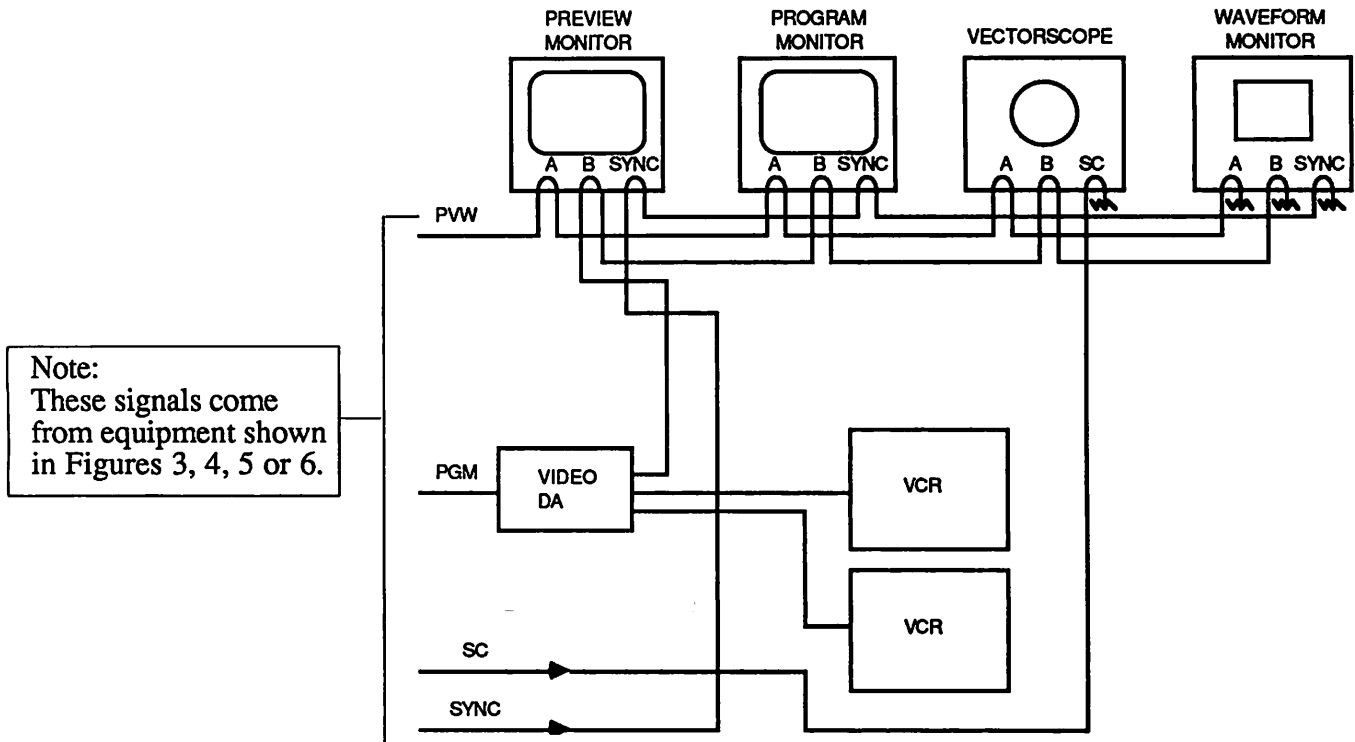 PREVIEW
MONITOR
PROGRAM
MONITOR
VECTORSCOPE
WAVEFORM
MONITOR
A B SYNC
A B SYNC
A B SC
A B SYNC
PVW
Note:
These signals come
from equipment shown
in Figures 3, 4, 5 or 6.
PGM
VIDEO
DA
VCR
VCR
SC
SYNC